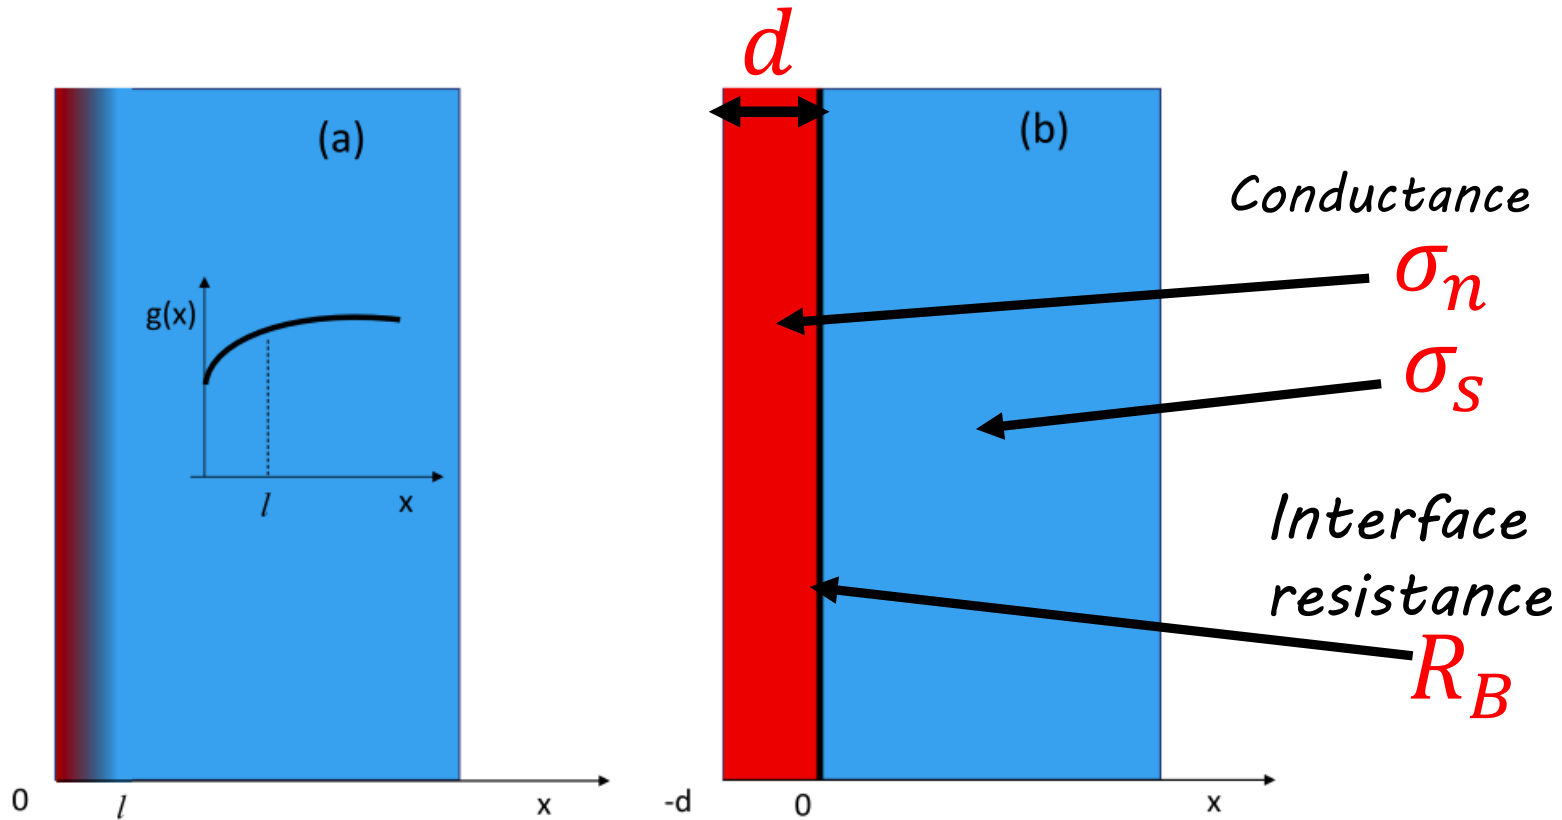 d
(a)
(b)
g(x)
l
x
Conductance
σn
σs
Interface
resistance
RB
0
l
x
-d
0
x